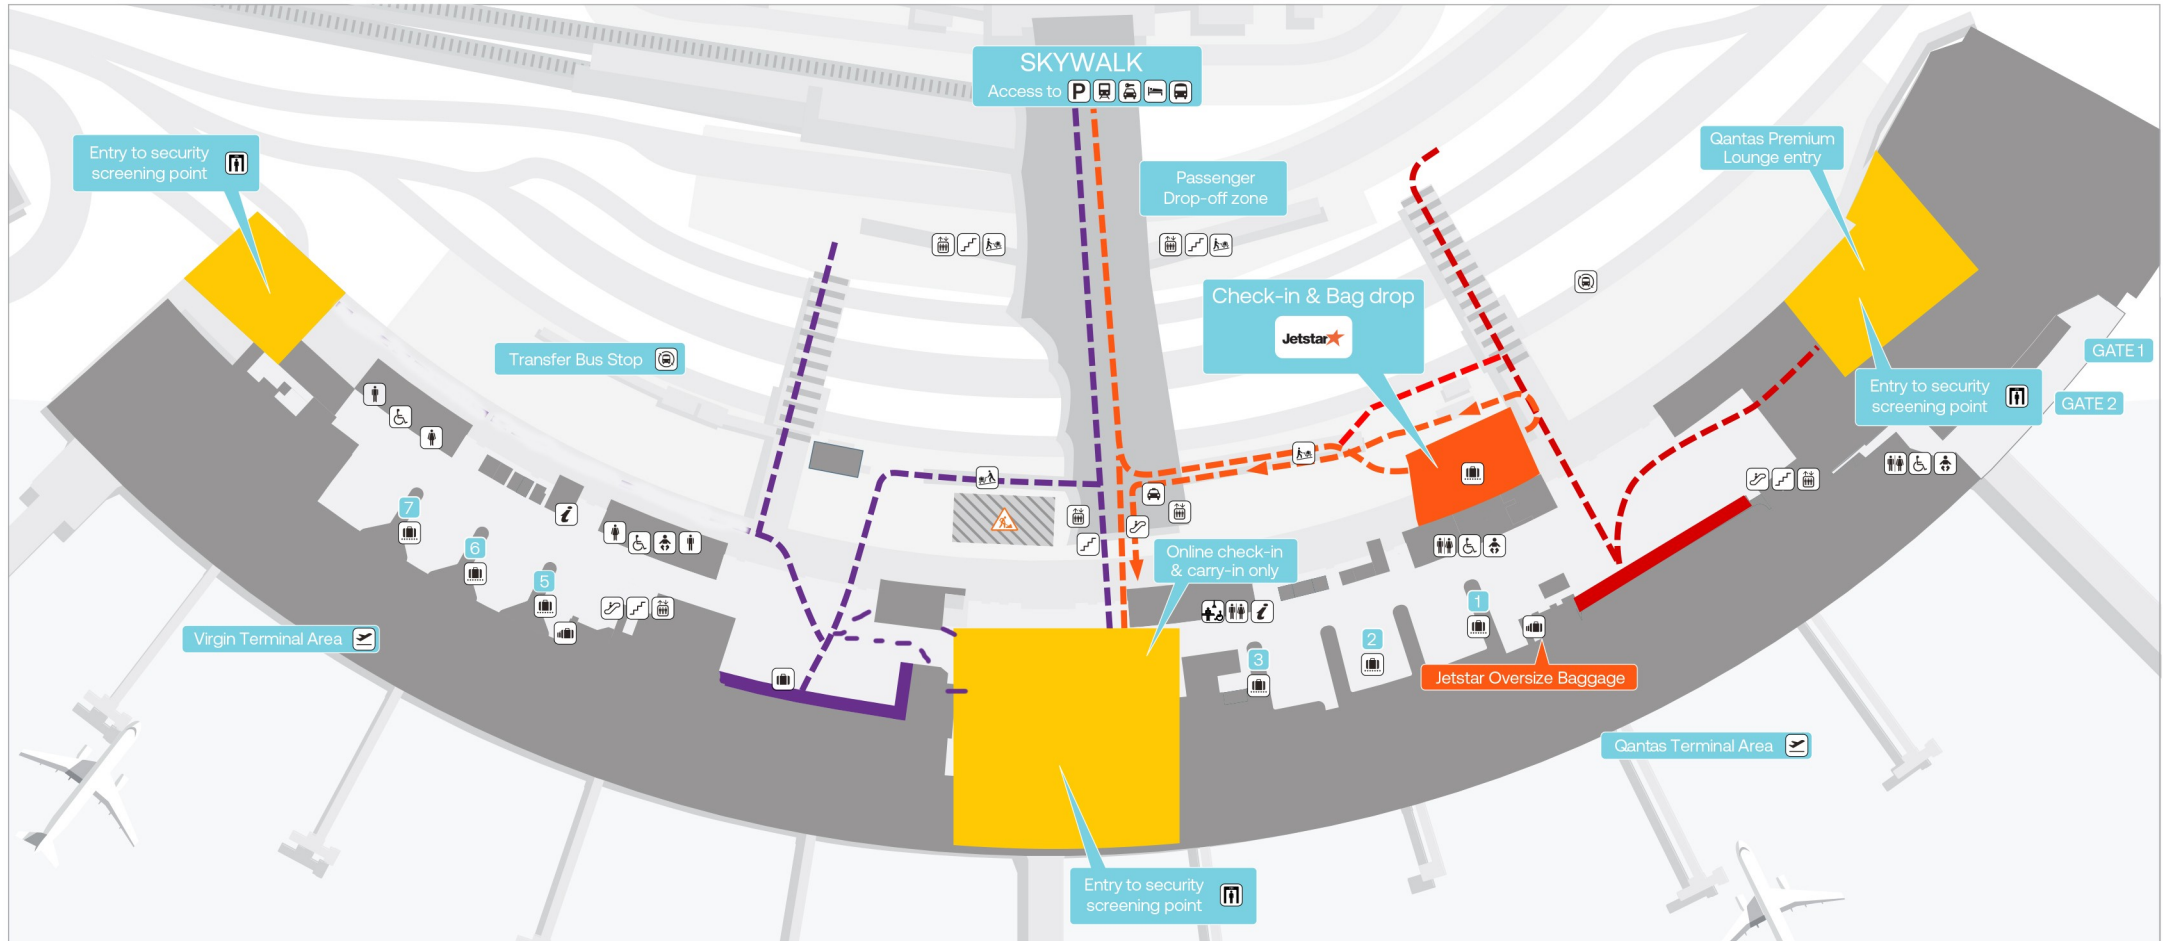 SKYWALK
Access to P
Entry to security
screening point
Qantas Premium
Lounge entry
Passenger
Drop-off zone
Check-in & Bag drop
Jetstar
Transfer Bus Stop
GATE 1
Entry to security
screening point
GATE 2
7
6
5
i
Online check-in
& carry-in only
1
2
3
i
Virgin Terminal Area
Jetstar Oversize Baggage
Qantas Terminal Area
Entry to security
screening point